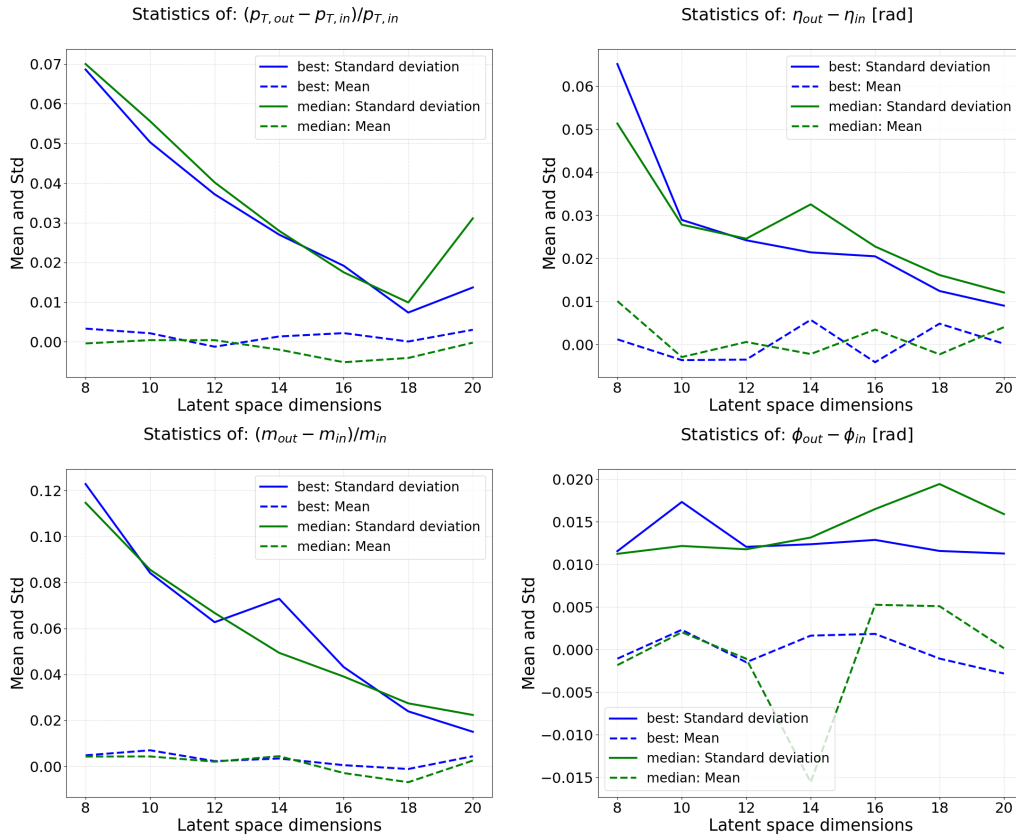 Statistics of: (p_{T,out} − p_{T,in})/p_{T,in}
Mean and Std
0.07
0.06
0.05
0.04
0.03
0.02
0.01
0.00
best: Standard deviation
best: Mean
median: Standard deviation
median: Mean
8 10 12 14 16 18 20
Latent space dimensions
Statistics of: η_{out} − η_{in} [rad]
Mean and Std
0.06
0.05
0.04
0.03
0.02
0.01
0.00
best: Standard deviation
best: Mean
median: Standard deviation
median: Mean
8 10 12 14 16 18 20
Latent space dimensions
Statistics of: (m_{out} − m_{in})/m_{in}
Mean and Std
0.12
0.10
0.08
0.06
0.04
0.02
0.00
best: Standard deviation
best: Mean
median: Standard deviation
median: Mean
8 10 12 14 16 18 20
Latent space dimensions
Statistics of: ϕ_{out} − ϕ_{in} [rad]
Mean and Std
0.020
0.015
0.010
0.005
0.000
−0.005
−0.010
−0.015
best: Standard deviation
best: Mean
median: Standard deviation
median: Mean
8 10 12 14 16 18 20
Latent space dimensions